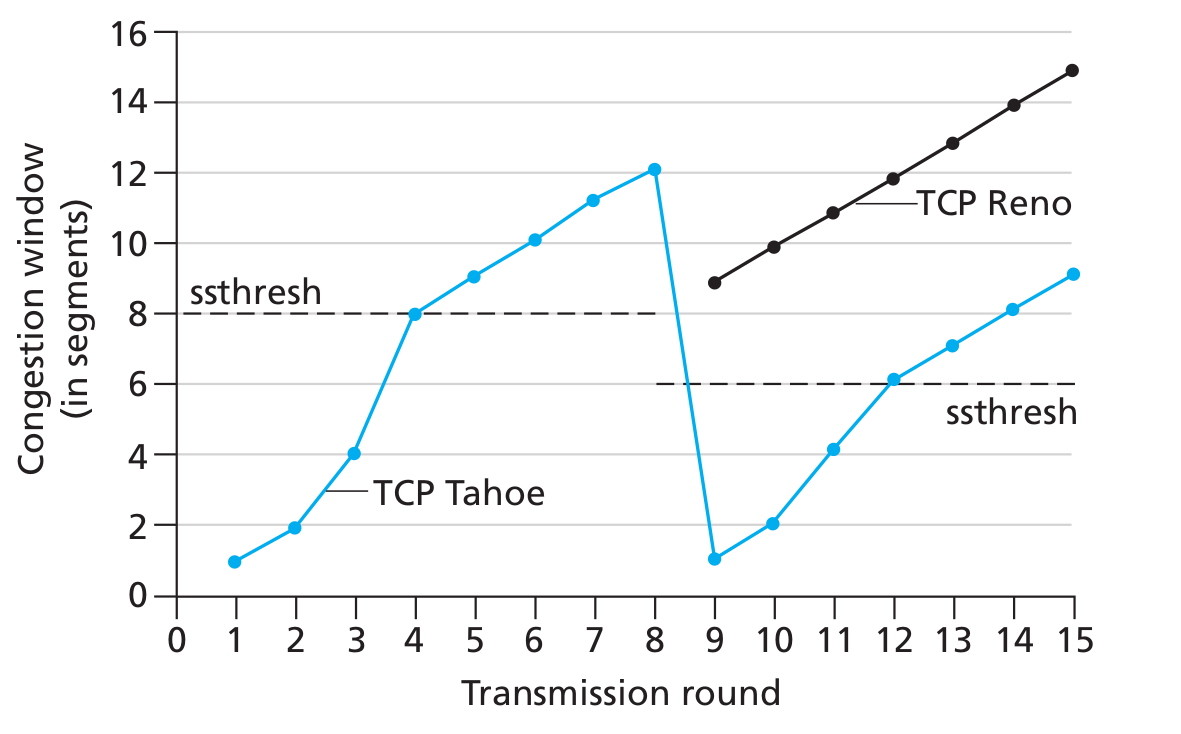 16
14
12
10
8
6
4
2
0
Congestion window
(in segments)
ssthresh
TCP Reno
ssthresh
TCP Tahoe
0 1 2 3 4 5 6 7 8 9 10 11 12 13 14 15
Transmission round